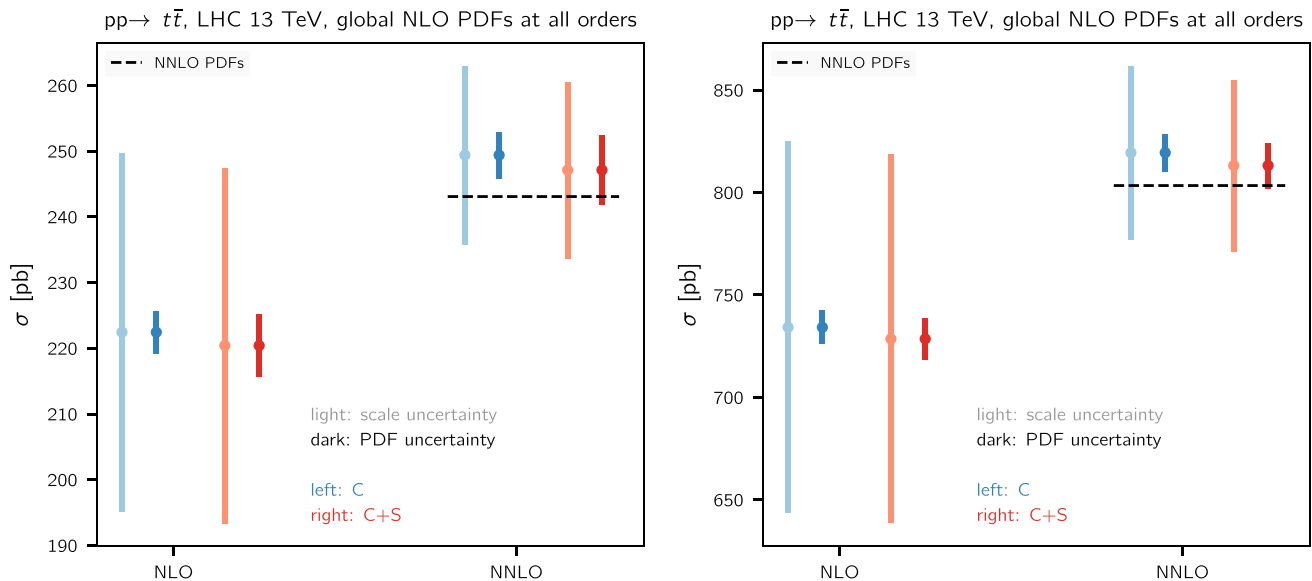 pp→ tt̄, LHC 13 TeV, global NLO PDFs at all orders
NNLO PDFs
260
250
240
230
220
210
200
190
σ [pb]
light: scale uncertainty
dark: PDF uncertainty
left: C
right: C+S
NLO
NNLO
pp→ tt̄, LHC 13 TeV, global NLO PDFs at all orders
NNLO PDFs
850
800
750
700
650
σ [pb]
light: scale uncertainty
dark: PDF uncertainty
left: C
right: C+S
NLO
NNLO